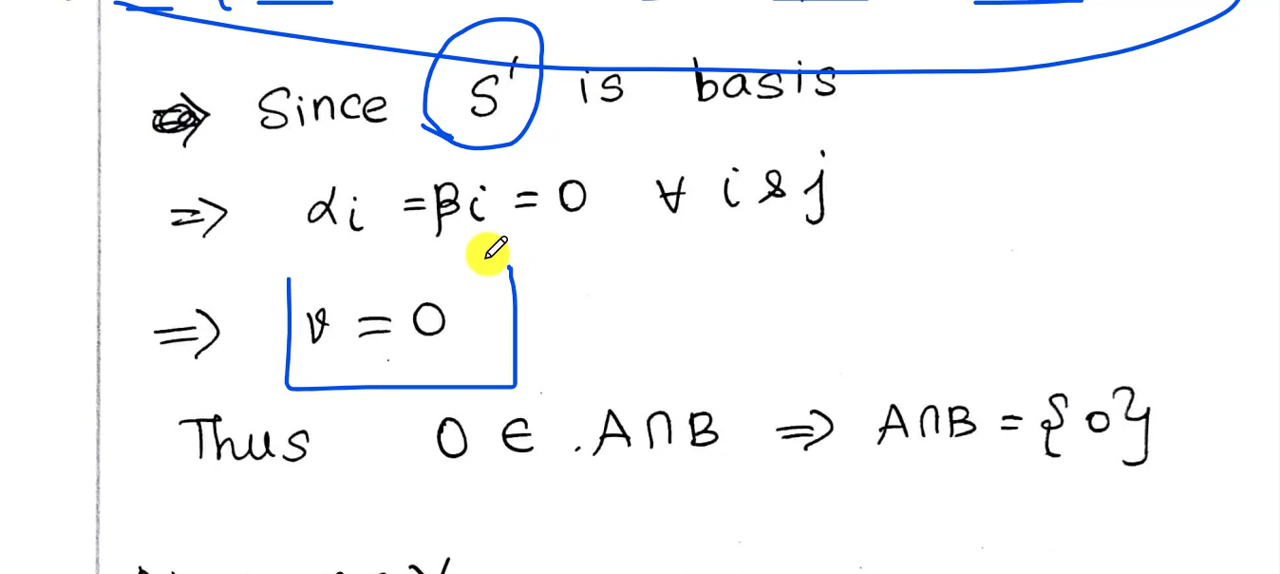 Since S' is basis
=> αi = βi = 0 ∀ i & j
=> v = 0
Thus 0 ∈ .A∩B => A∩B = {0}